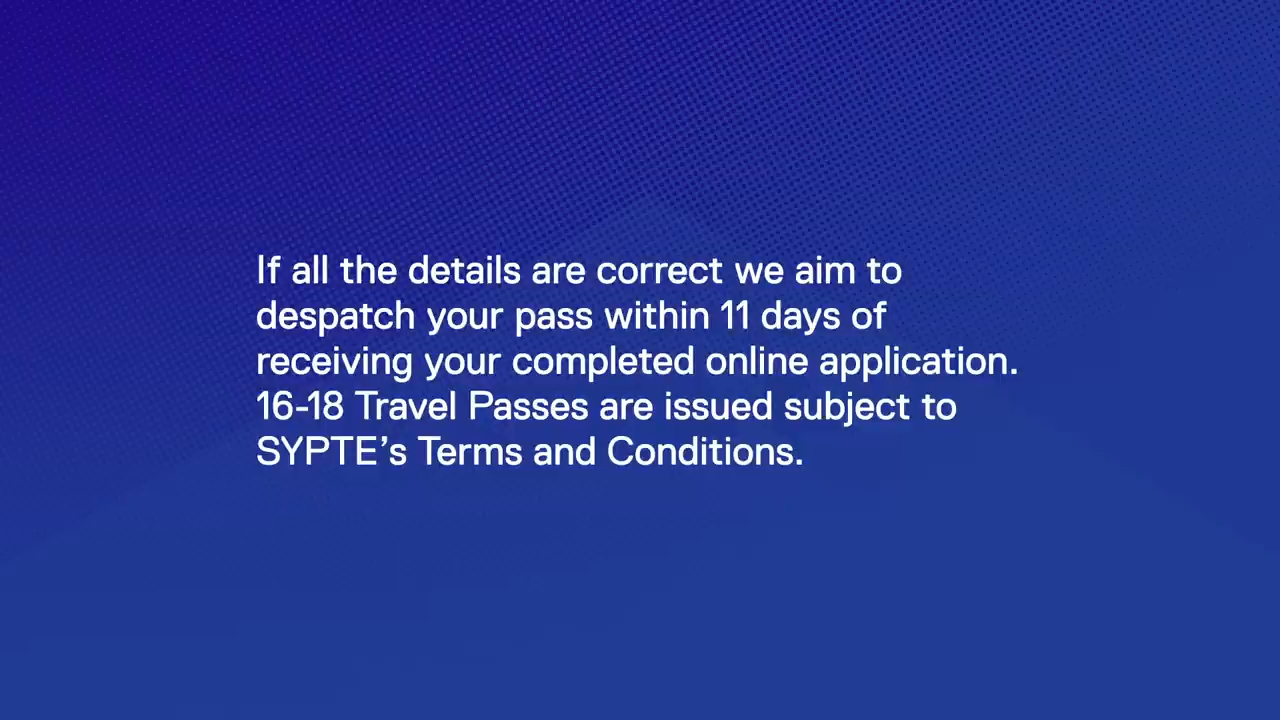 If all the details are correct we aim to
despatch your pass within 11 days of
receiving your completed online application.
16-18 Travel Passes are issued subject to
SYPTE’s Terms and Conditions.